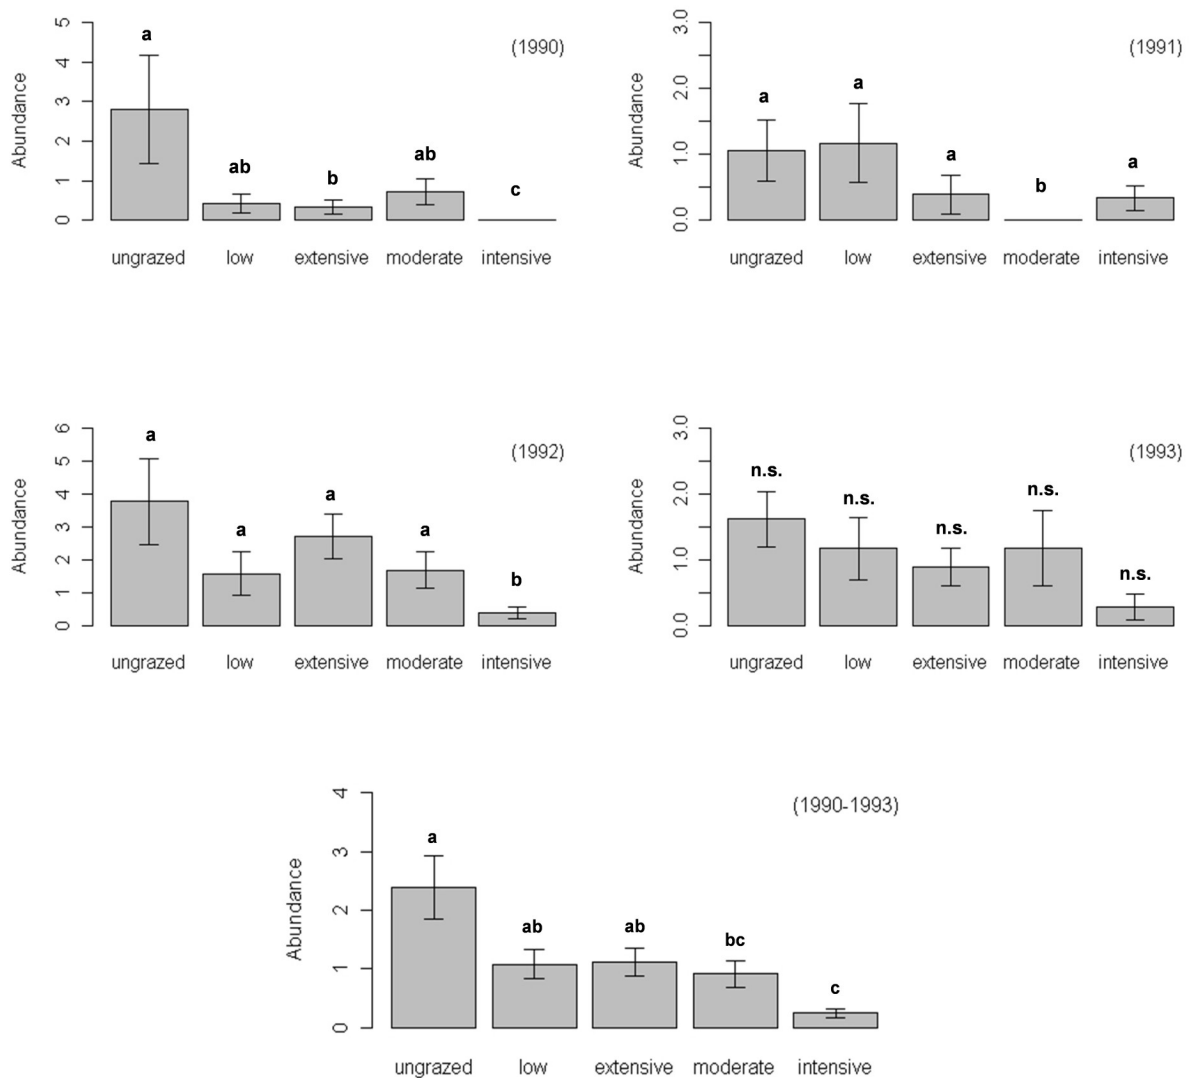 (1990)
Abundance
5
4
3
2
1
0
a
ab
b
ab
c
ungrazed low extensive moderate intensive
(1991)
Abundance
3.0
2.0
1.0
0.0
a
a
a
b
a
ungrazed low extensive moderate intensive
(1992)
Abundance
6
5
4
3
2
1
0
a
a
a
a
b
ungrazed low extensive moderate intensive
(1993)
Abundance
3.0
2.0
1.0
0.0
n.s.
n.s.
n.s.
n.s.
n.s.
ungrazed low extensive moderate intensive
(1990-1993)
Abundance
4
3
2
1
0
a
ab
ab
bc
c
ungrazed low extensive moderate intensive